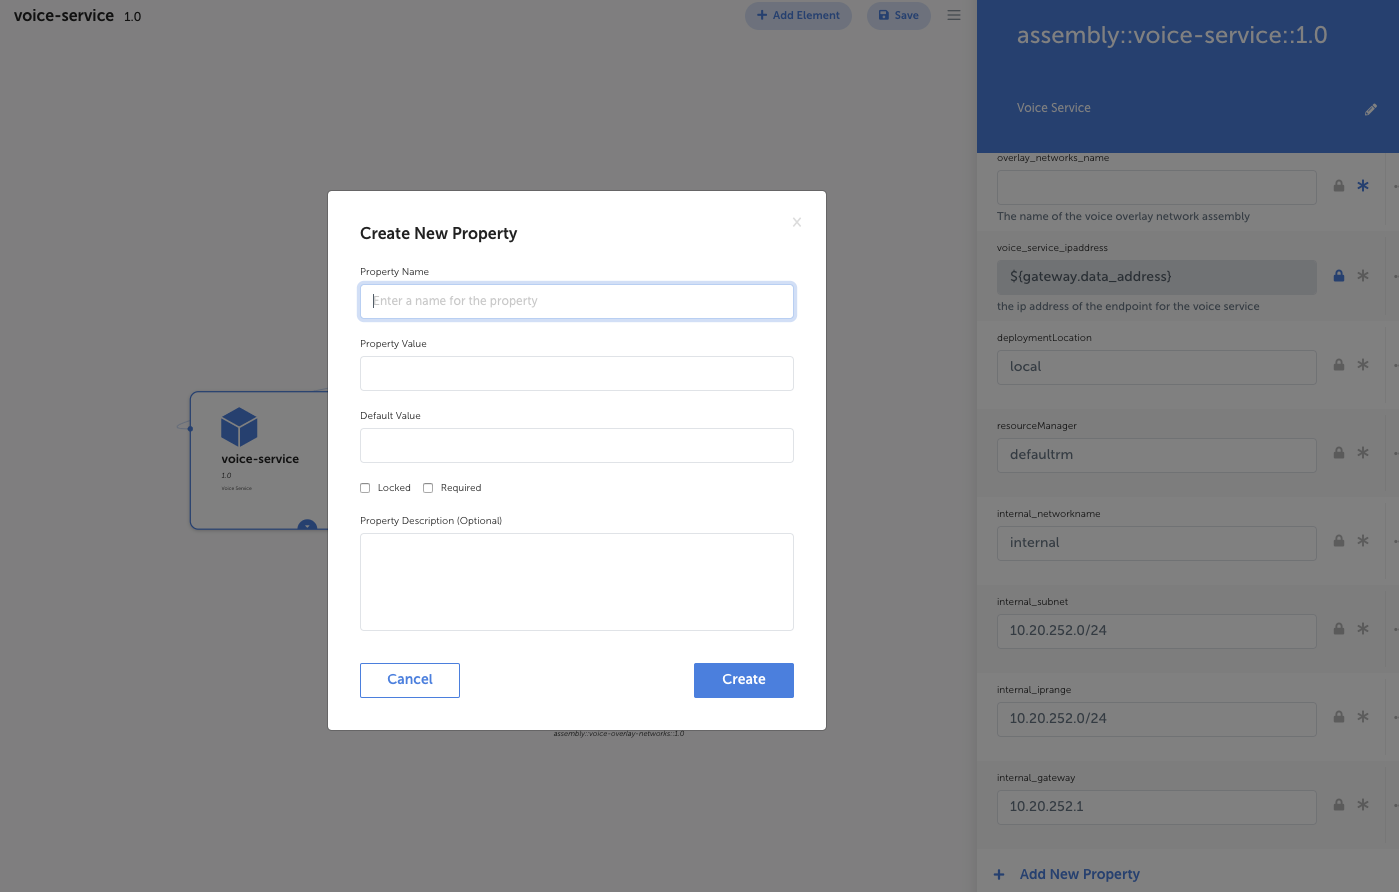 voice-service 1.0
+ Add Element
Save
assembly::voice-service::1.0
Voice Service
Create New Property
x
Property Name
Enter a name for the property
Property Value
Default Value
Locked
Required
Property Description (Optional)
Cancel
Create
voice-service
1.0
Voice Service
assembly::voice-overlay-networks::1.0
overlay_networks_name
The name of the voice overlay network assembly
voice_service_ipaddress
${gateway.data_address}
the ip address of the endpoint for the voice service
deploymentLocation
local
resourceManager
defaultrm
internal_networkname
internal
internal_subnet
10.20.252.0/24
internal_iprange
10.20.252.0/24
internal_gateway
10.20.252.1
+ Add New Property